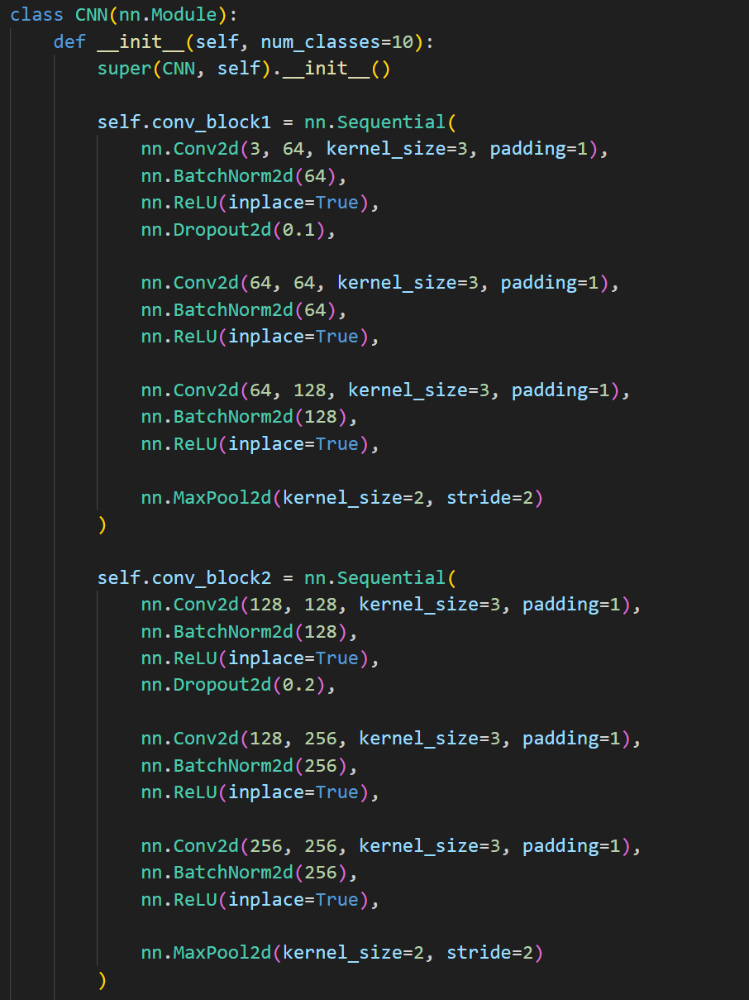 class CNN(nn.Module):
    def __init__(self, num_classes=10):
        super(CNN, self).__init__()

        self.conv_block1 = nn.Sequential(
            nn.Conv2d(3, 64, kernel_size=3, padding=1),
            nn.BatchNorm2d(64),
            nn.ReLU(inplace=True),
            nn.Dropout2d(0.1),

            nn.Conv2d(64, 64, kernel_size=3, padding=1),
            nn.BatchNorm2d(64),
            nn.ReLU(inplace=True),

            nn.Conv2d(64, 128, kernel_size=3, padding=1),
            nn.BatchNorm2d(128),
            nn.ReLU(inplace=True),

            nn.MaxPool2d(kernel_size=2, stride=2)
        )

        self.conv_block2 = nn.Sequential(
            nn.Conv2d(128, 128, kernel_size=3, padding=1),
            nn.BatchNorm2d(128),
            nn.ReLU(inplace=True),
            nn.Dropout2d(0.2),

            nn.Conv2d(128, 256, kernel_size=3, padding=1),
            nn.BatchNorm2d(256),
            nn.ReLU(inplace=True),

            nn.Conv2d(256, 256, kernel_size=3, padding=1),
            nn.BatchNorm2d(256),
            nn.ReLU(inplace=True),

            nn.MaxPool2d(kernel_size=2, stride=2)
        )